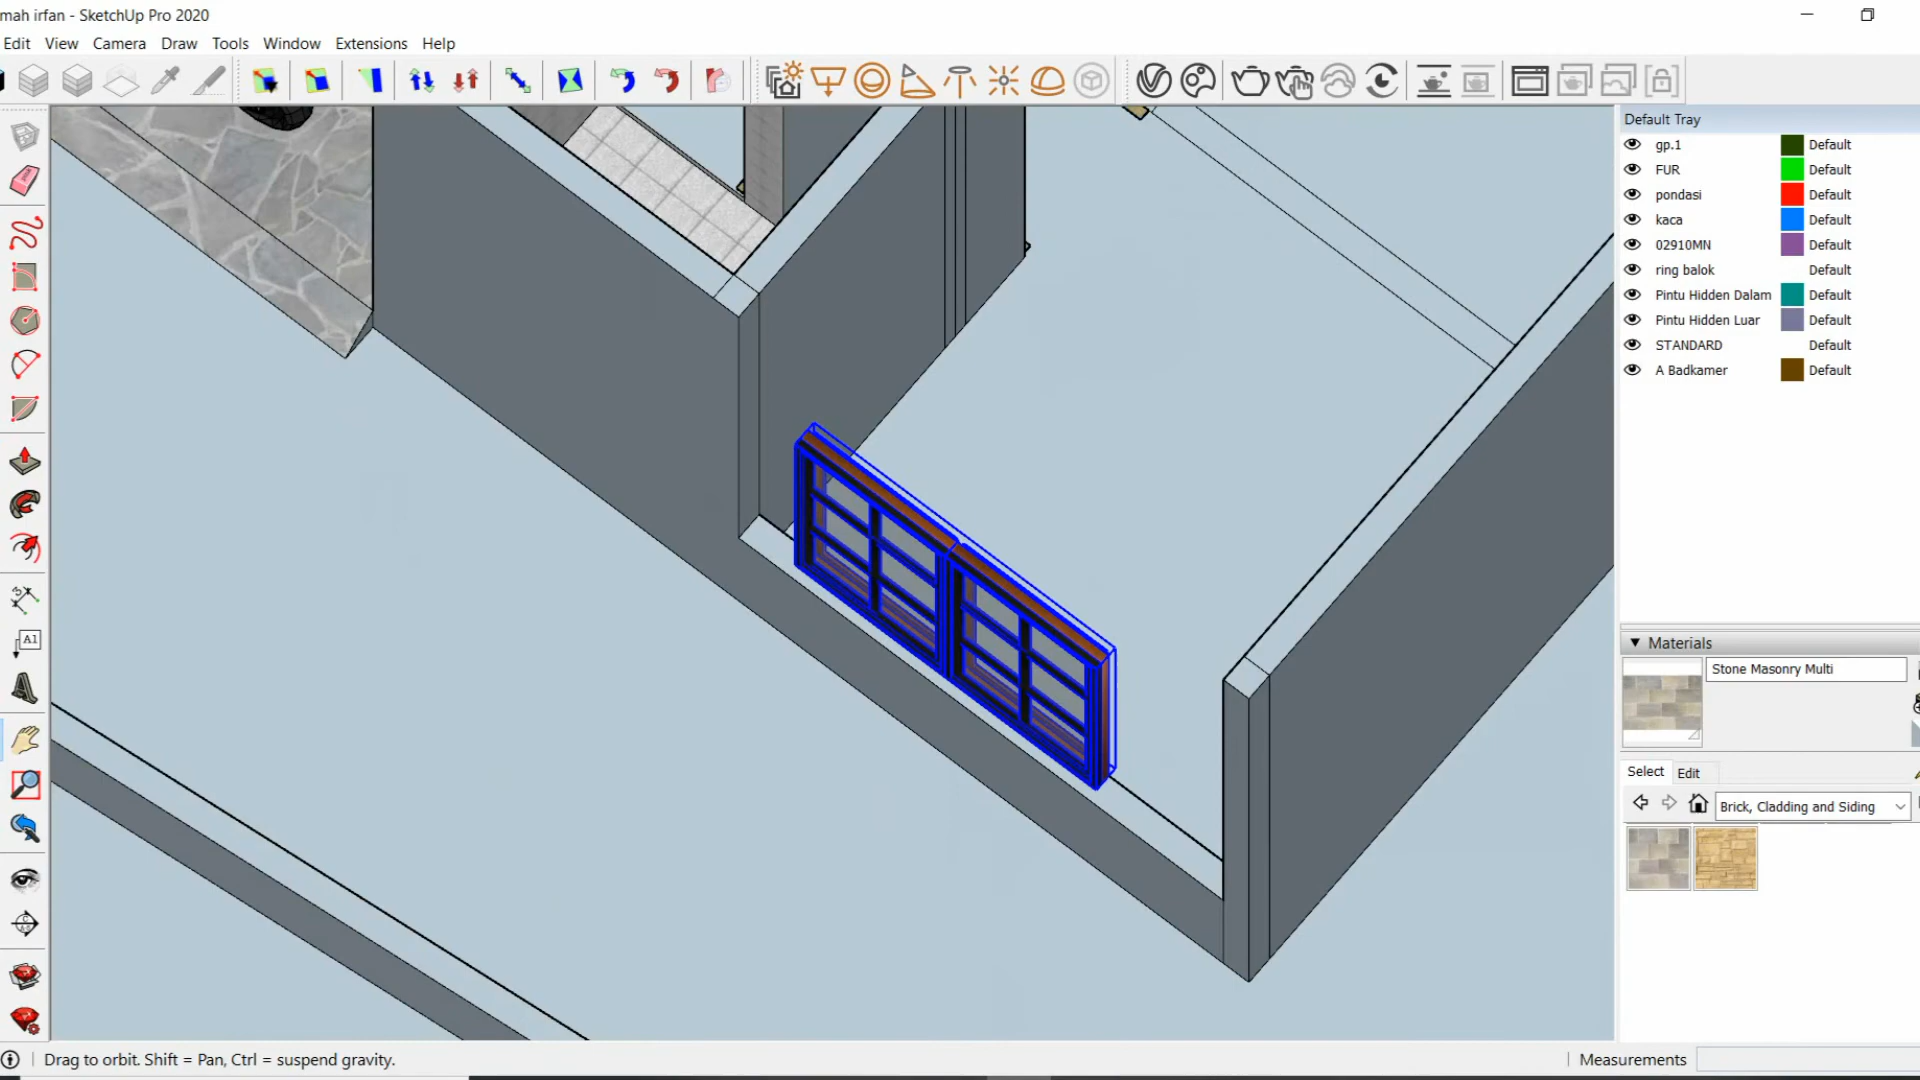 mah irfan - SketchUp Pro 2020
Edit View Camera Draw Tools Window Extensions Help
Default Tray
gp.1 Default
FUR Default
pondasi Default
kaca Default
02910MN Default
ring balok Default
Pintu Hidden Dalam Default
Pintu Hidden Luar Default
STANDARD Default
A Badkamer Default
A1
Materials
Stone Masonry Multi
Select Edit
Brick, Cladding and Siding
Drag to orbit. Shift = Pan, Ctrl = suspend gravity.
Measurements